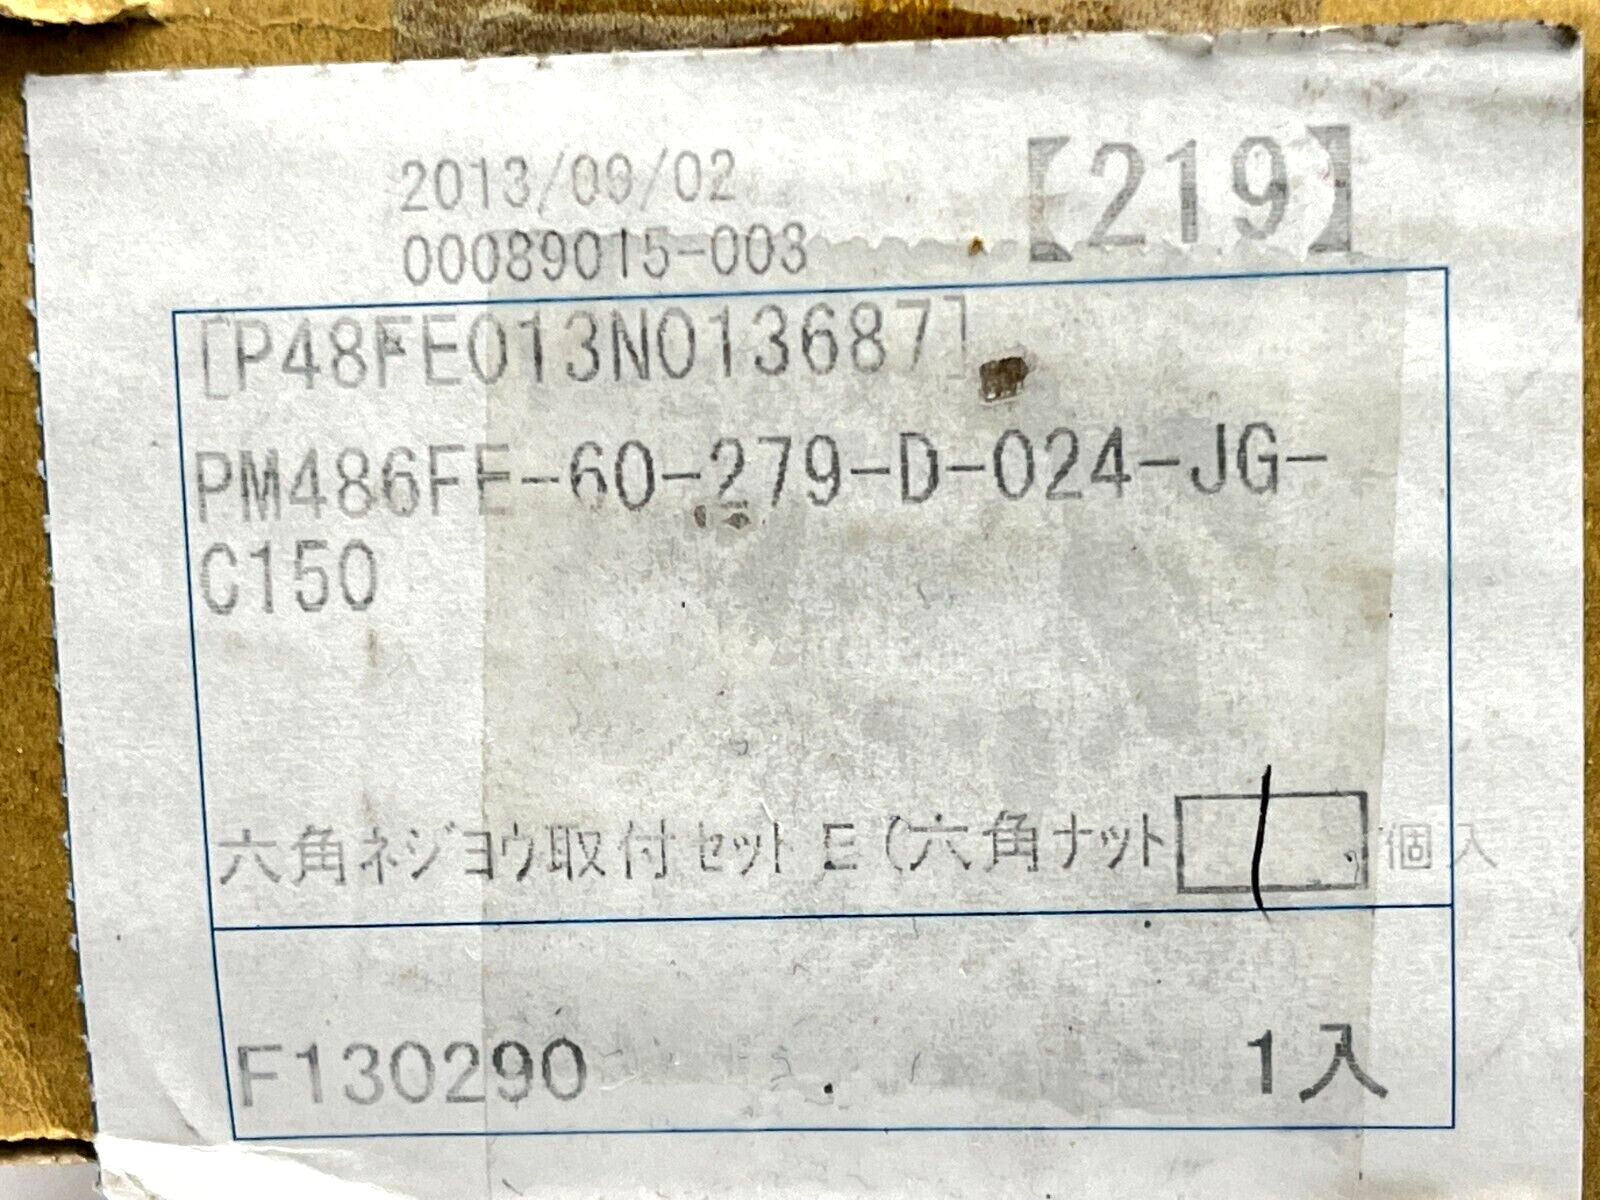 2013/09/02
【219】
00089015-003
[P48FE013N013687]
PM486FE-60-279-D-024-JG-
C150
六角ネジヨウ取付セットE(六角ナット 1 個入
F130290 1入